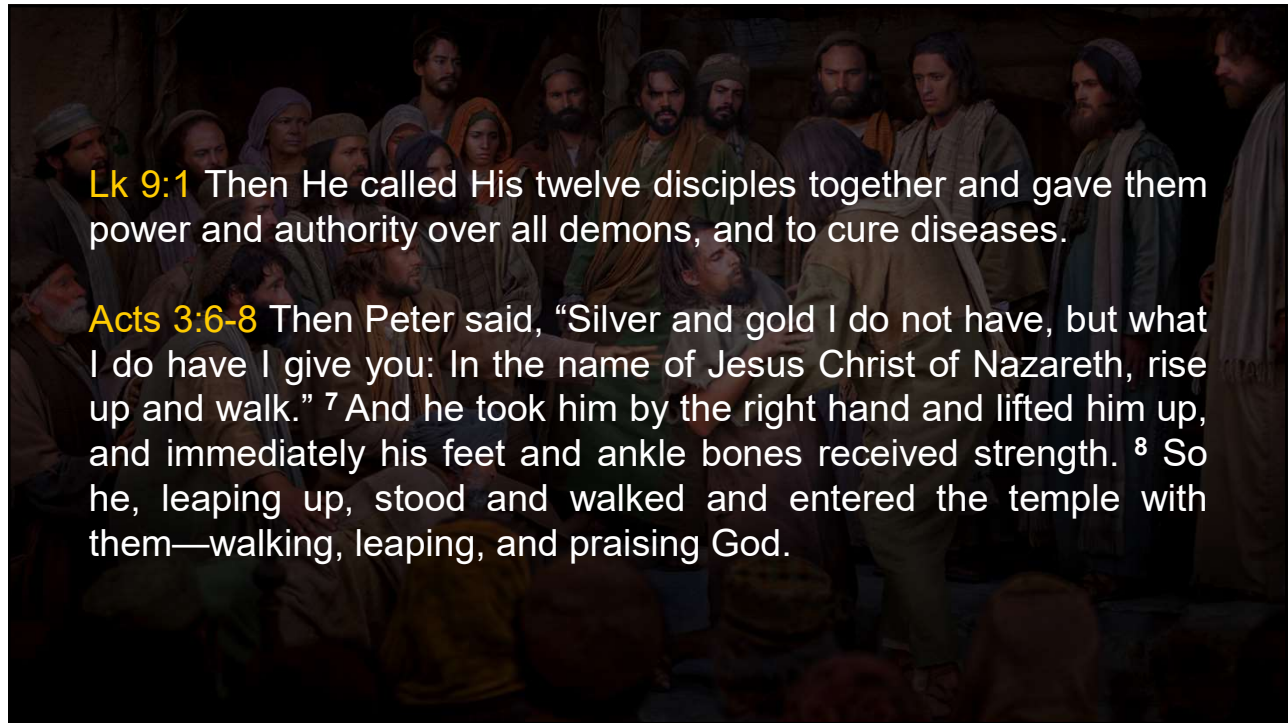 Lk 9:1 Then He called His twelve disciples together and gave them
power and authority over all demons, and to cure diseases.
Acts 3:6-8 Then Peter said, “Silver and gold I do not have, but what
I do have I give you: In the name of Jesus Christ of Nazareth, rise
up and walk.” 7 And he took him by the right hand and lifted him up,
and immediately his feet and ankle bones received strength. 8 So
he, leaping up, stood and walked and entered the temple with
them—walking, leaping, and praising God.